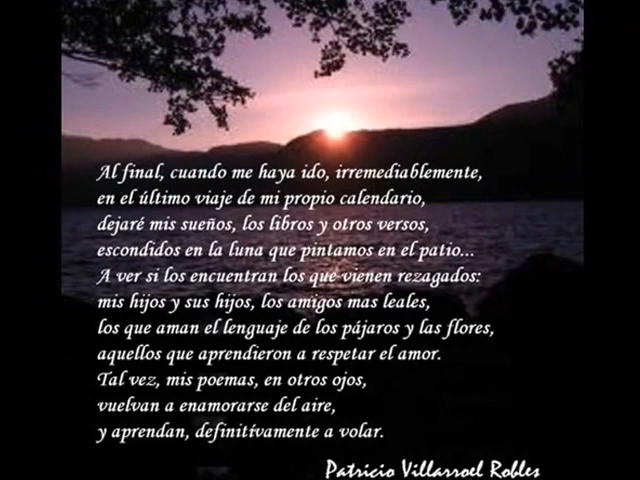 Al final, cuando me haya ido, irremediablemente,
en el último viaje de mi propio calendario,
dejaré mis sueños, los libros y otros versos,
escondidos en la luna que pintamos en el patio...
A ver si los encuentran los que vienen rezagados:
mis hijos y sus hijos, los amigos mas leales,
los que aman el lenguaje de los pájaros y las flores,
aquellos que aprendieron a respetar el amor.
Tal vez, mis poemas, en otros ojos,
vuelvan a enamorarse del aire,
y aprendan, definitívamente a volar.
Patricio Villarroel Robles